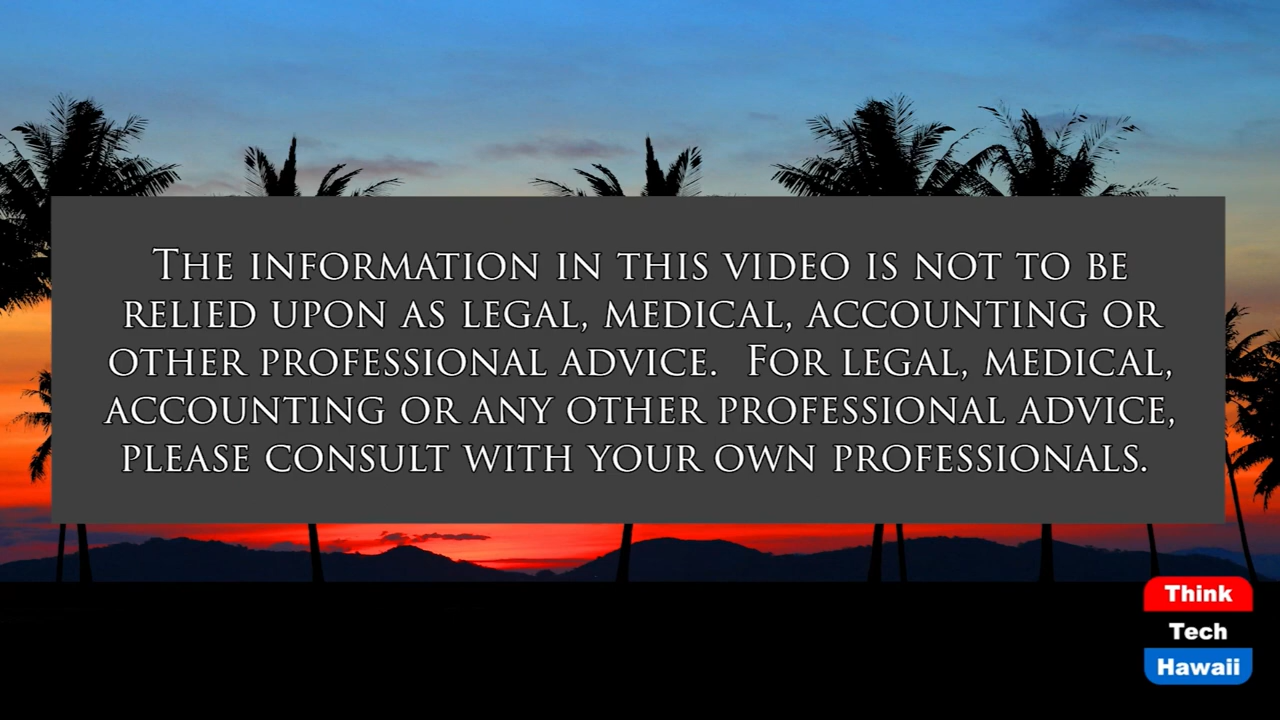 The information in this video is not to be
relied upon as legal, medical, accounting or
other professional advice.  For legal, medical,
accounting or any other professional advice,
please consult with your own professionals.
Think
Tech
Hawaii